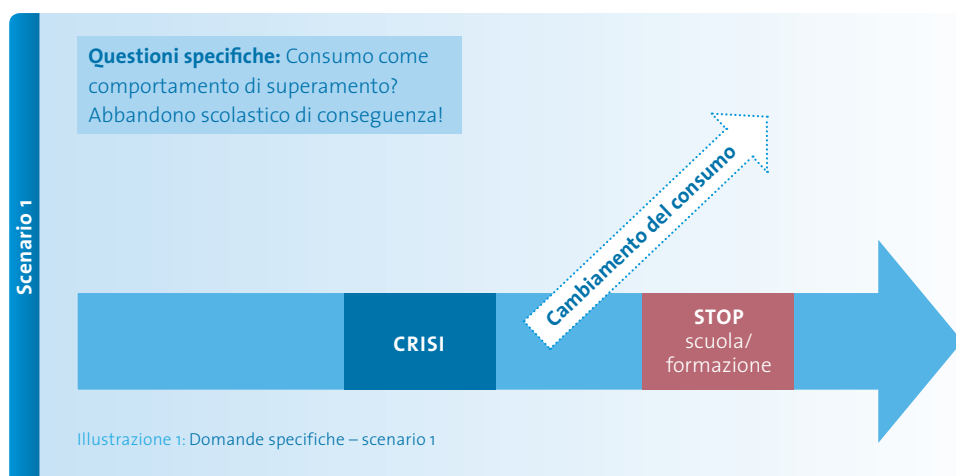 Scenario 1
Questioni specifiche: Consumo come
comportamento di superamento?
Abbandono scolastico di conseguenza!
Cambiamento del consumo
CRISI
STOP
scuola/
formazione
Illustrazione 1: Domande specifiche – scenario 1